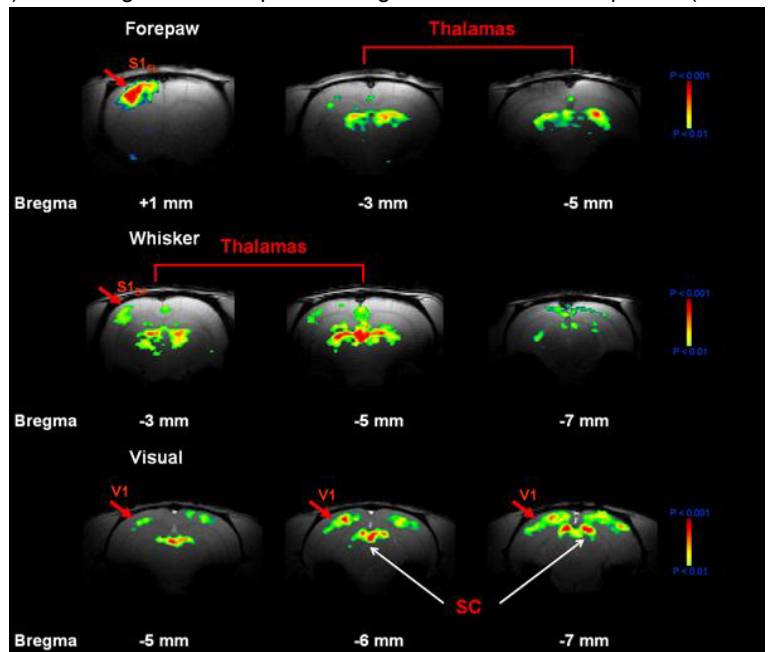 Forepaw
Thalamas
S1
P < 0.001
P < 0.01
Bregma +1 mm -3 mm -5 mm
Whisker
Thalamas
S1
P < 0.001
P < 0.01
Bregma -3 mm -5 mm -7 mm
Visual
V1 V1 V1
P < 0.001
P < 0.01
SC
Bregma -5 mm -6 mm -7 mm